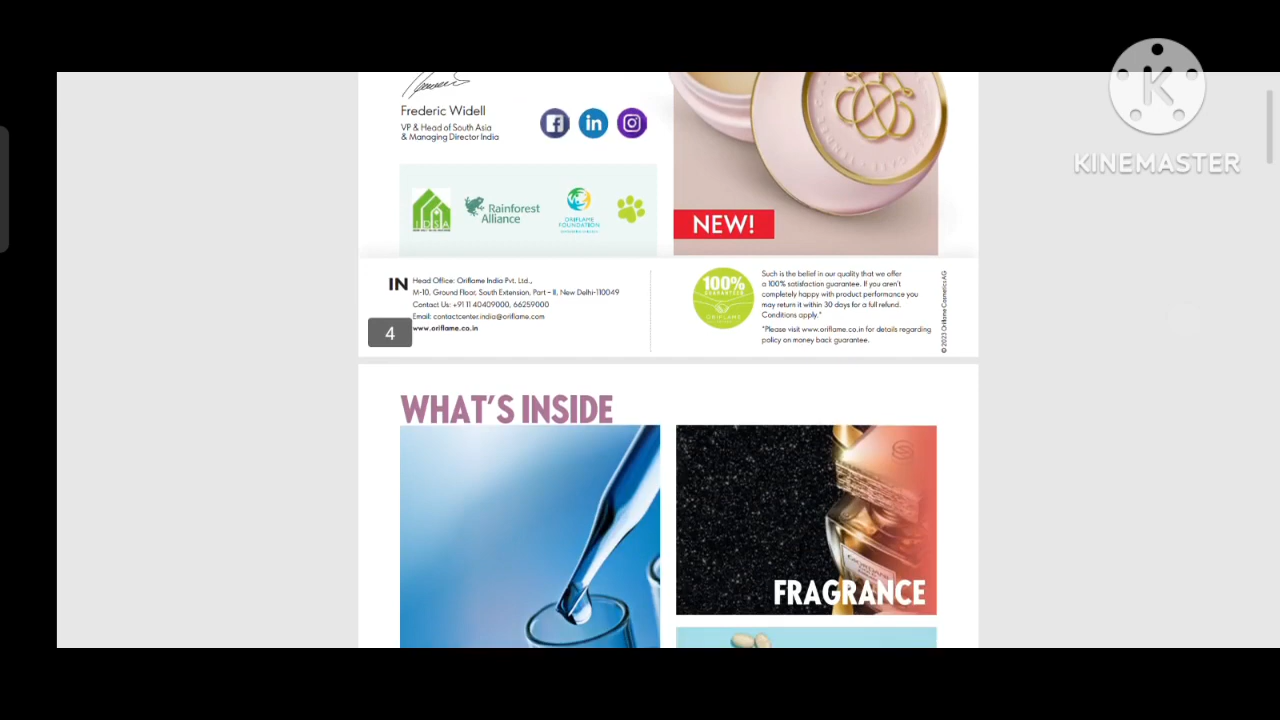 KINEMASTER
Frederic Widell
VP & Head of South Asia
& Managing Director India
IDSA
Rainforest
Alliance
ORIFLAME
FOUNDATION
NEW!
IN
Head Office: Oriflame India Pvt. Ltd.,
M-10, Ground Floor, South Extension, Part – II, New Delhi-110049
Contact Us: +91 11 40409000, 66259000
Email: contactcenter.india@oriflame.com
www.oriflame.co.in
4
100%
GUARANTEED
ORIFLAME
Such is the belief in our quality that we offer
a 100% satisfaction guarantee. If you aren't
completely happy with product performance you
may return it within 30 days for a full refund.
Conditions apply.*
*Please visit www.oriflame.co.in for details regarding
policy on money back guarantee.
© 2023 Oriflame Cosmetics AG
WHAT'S INSIDE
FRAGRANCE